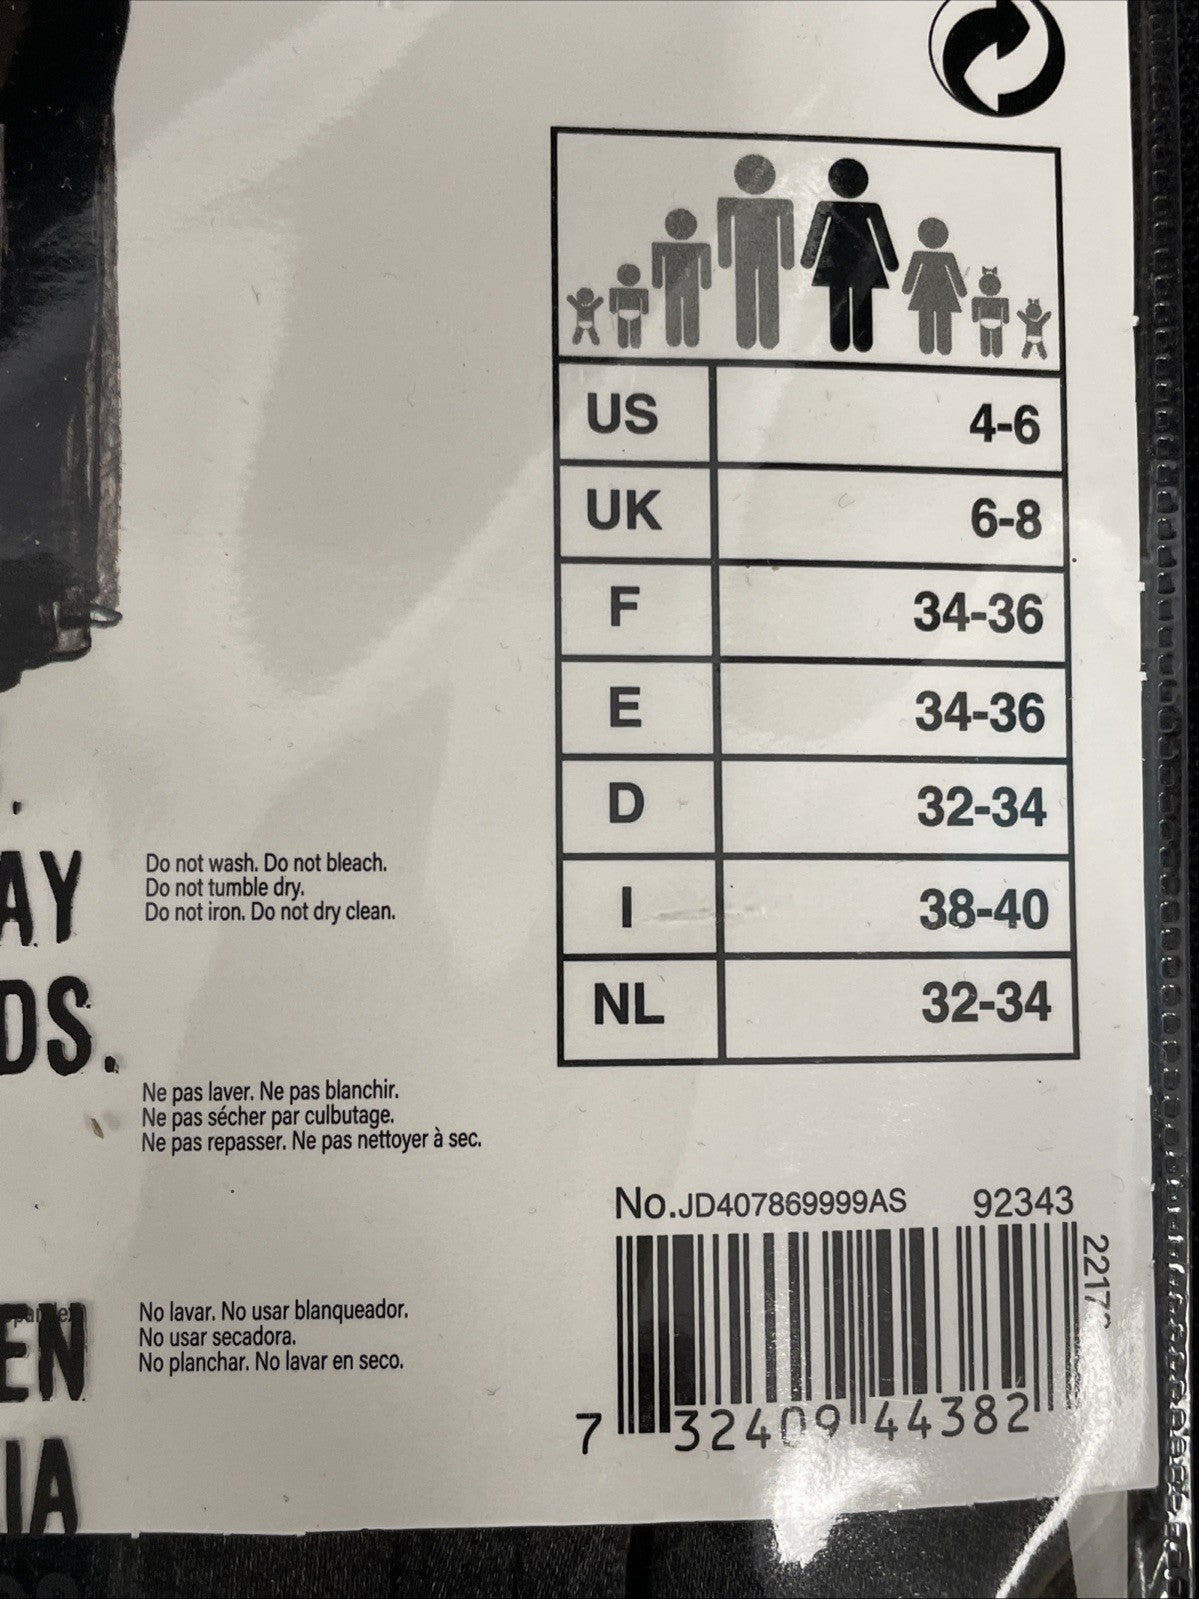 US 4-6
UK 6-8
F 34-36
E 34-36
D 32-34
I 38-40
NL 32-34
AY
DS.
Do not wash. Do not bleach.
Do not tumble dry.
Do not iron. Do not dry clean.
Ne pas laver. Ne pas blanchir.
Ne pas sécher par culbutage.
Ne pas repasser. Ne pas nettoyer à sec.
EN
IA
No lavar. No usar blanqueador.
No usar secadora.
No planchar. No lavar en seco.
No.JD407869999AS 92343
7 32409 44382